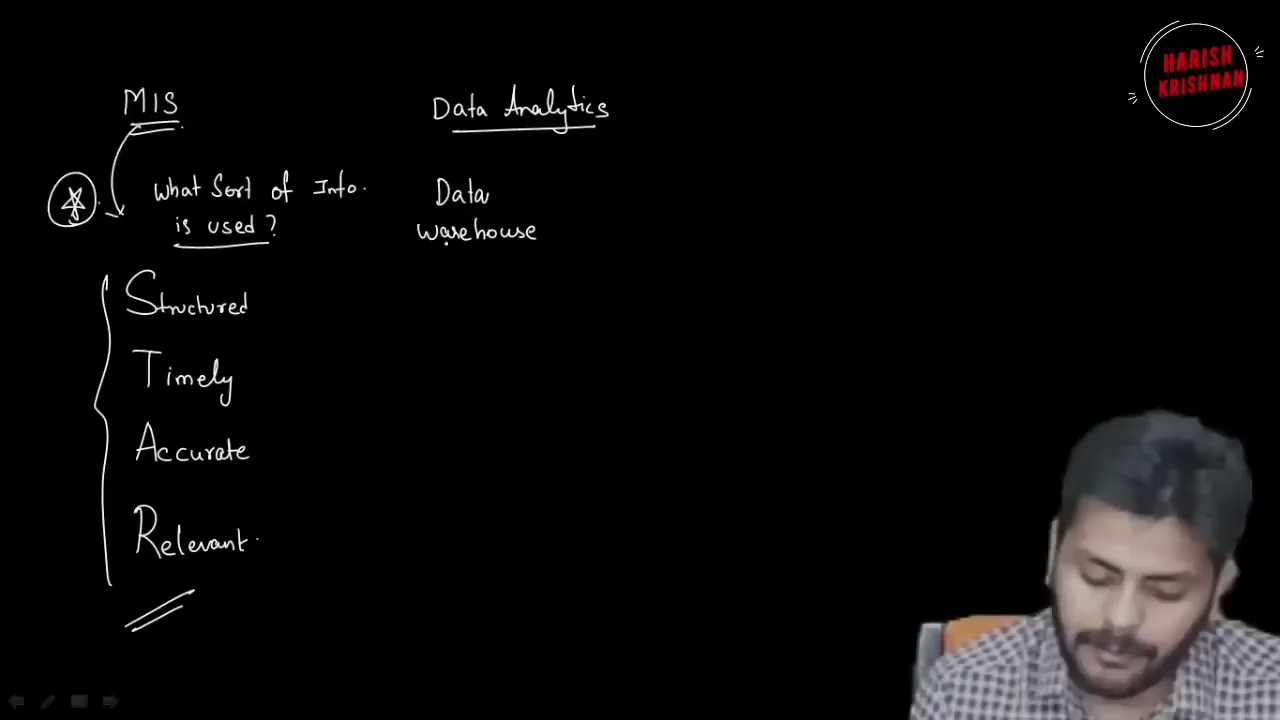 MIS
Data Analytics
What Sort of Info.
is used?
Data
warehouse
Structured
Timely
Accurate
Relevant.
HARISH
KRISHNAN